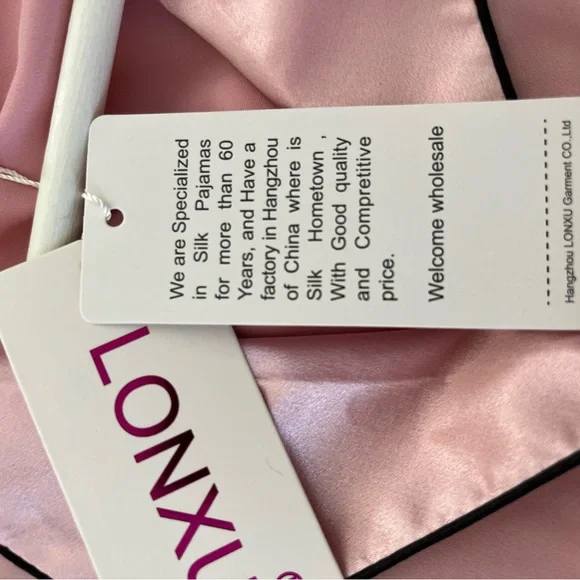 We are Specialized
in Silk Pajamas
for more than 60
Years, and Have a
factory in Hangzhou
of China where is
Silk Hometown ,
With Good quality
and Compretitive
price.
Welcome wholesale
Hangzhou LONXU Garment CO.,Ltd
LONXU®